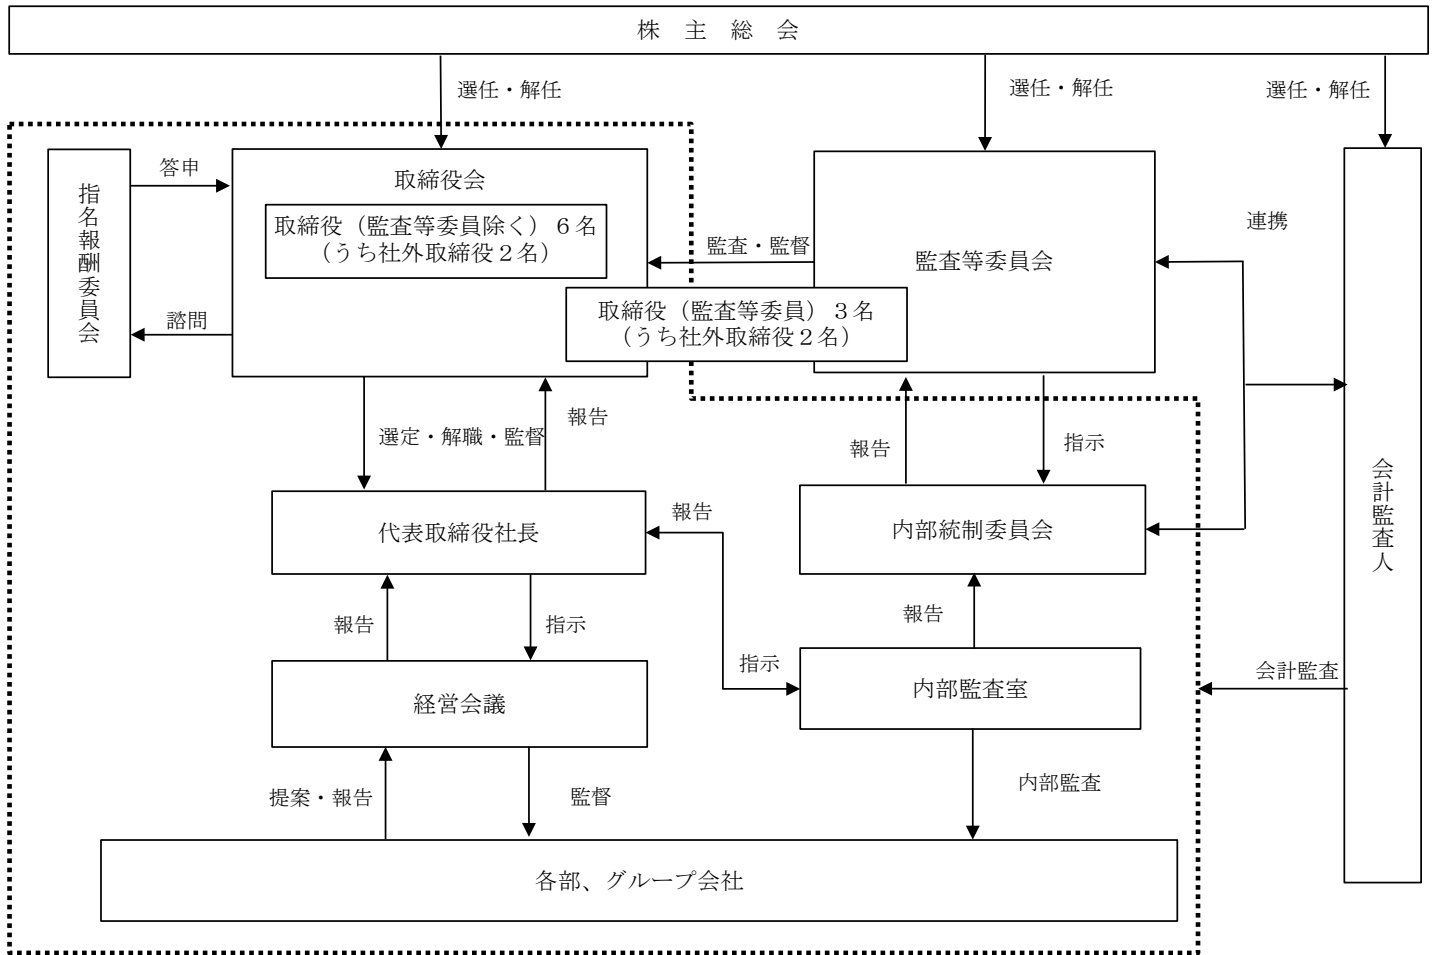 株　主　総　会
選任・解任
選任・解任
選任・解任
指名報酬委員会
答申
諮問
取締役会
取締役（監査等委員除く）６名
（うち社外取締役２名）
監査・監督
監査等委員会
取締役（監査等委員）３名
（うち社外取締役２名）
連携
会計監査人
選定・解職・監督
報告
報告
指示
代表取締役社長
報告
内部統制委員会
報告
指示
報告
指示
経営会議
内部監査室
会計監査
提案・報告
監督
内部監査
各部、グループ会社